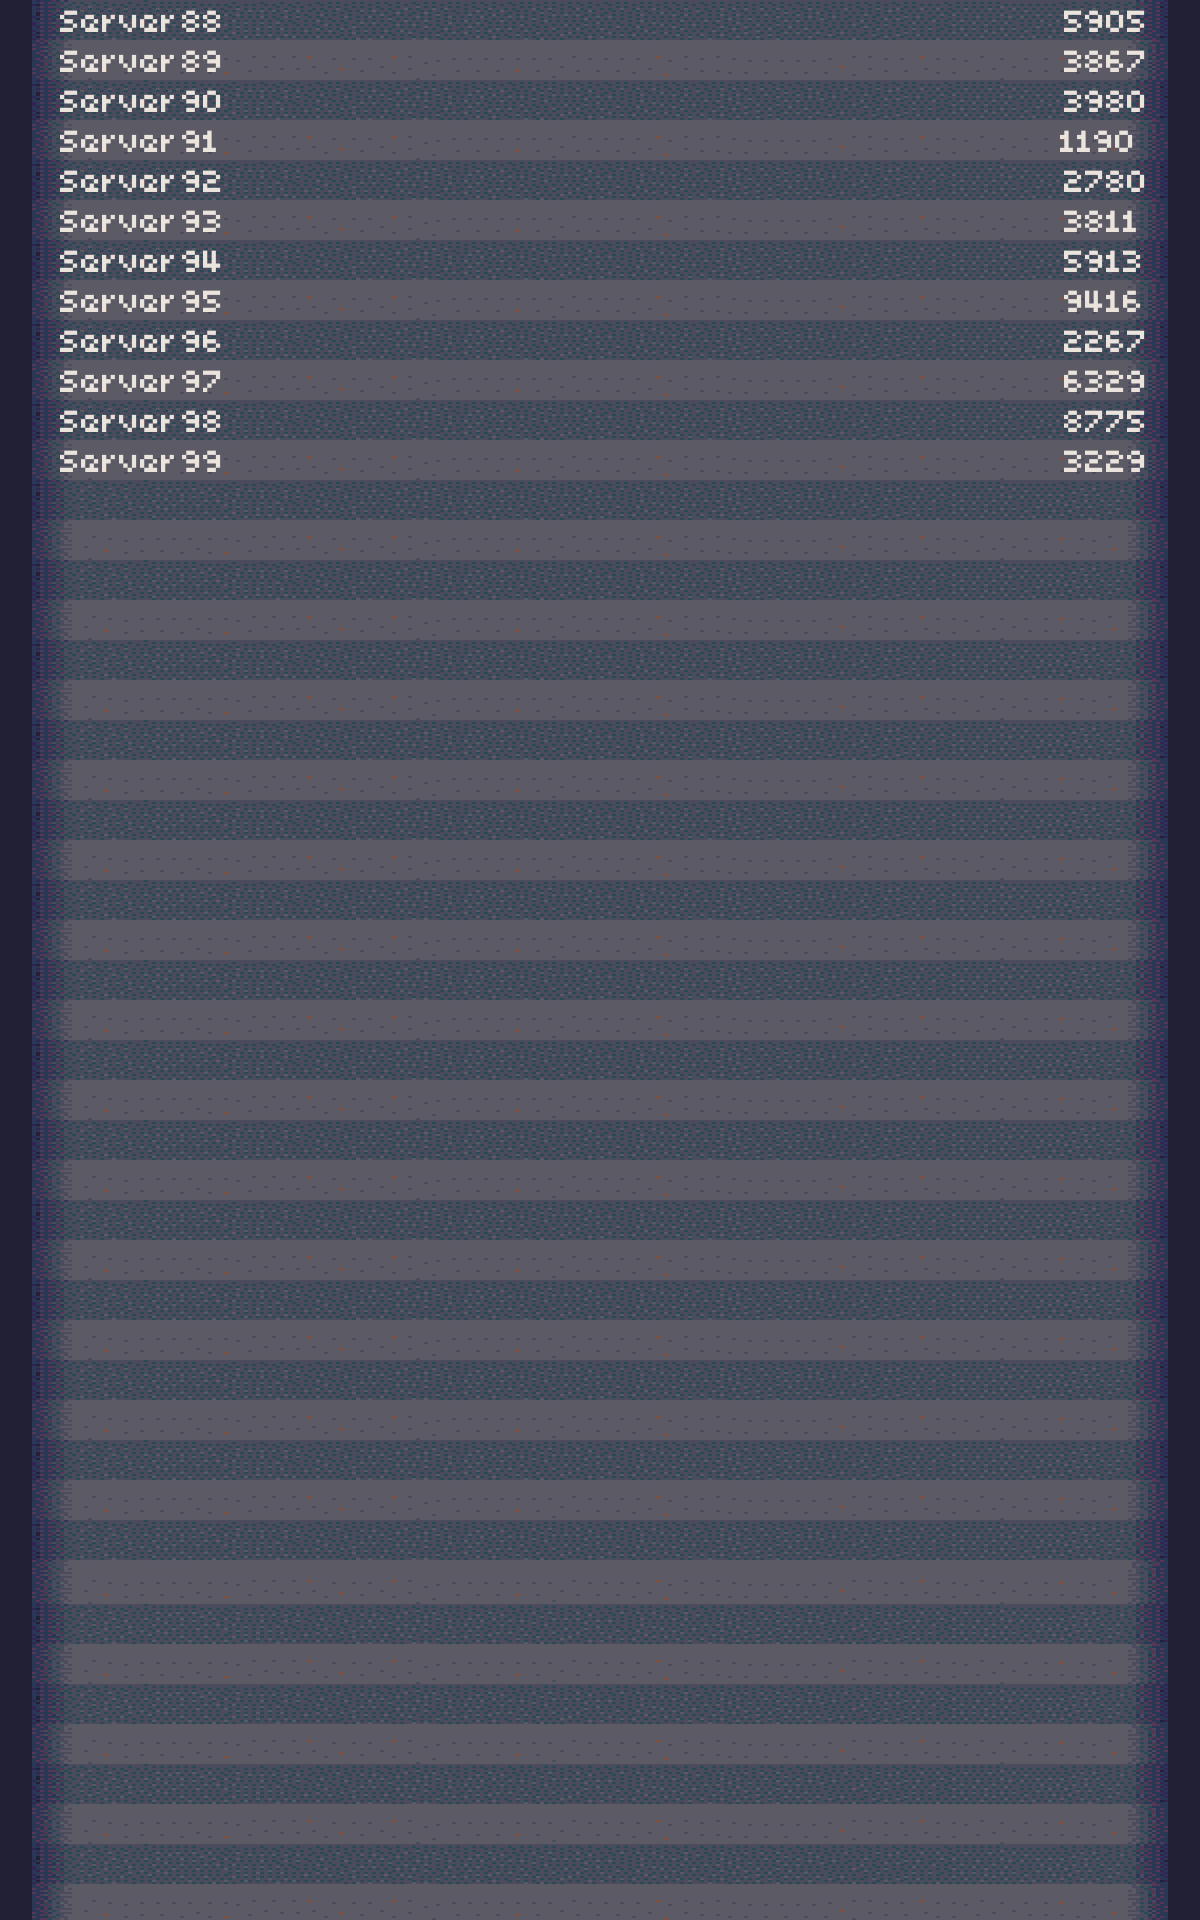 Server 88 5905
Server 89 3867
Server 90 3980
Server 91 1190
Server 92 2780
Server 93 3811
Server 94 5913
Server 95 9416
Server 96 2267
Server 97 6329
Server 98 8775
Server 99 3229